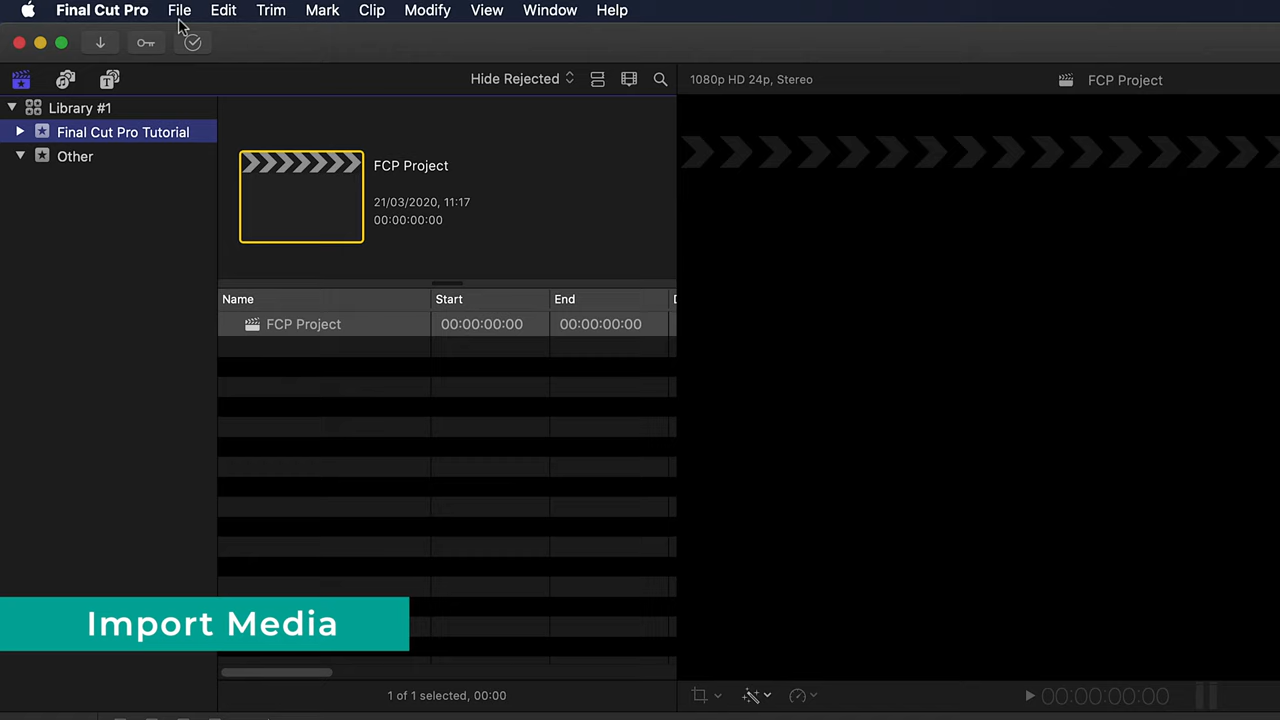 Final Cut Pro File Edit Trim Mark Clip Modify View Window Help
Hide Rejected
1080p HD 24p, Stereo
FCP Project
Library #1
Final Cut Pro Tutorial
Other
FCP Project
21/03/2020, 11:17
00:00:00:00
Name Start End
FCP Project 00:00:00:00 00:00:00:00
Import Media
1 of 1 selected, 00:00
00:00:00:00